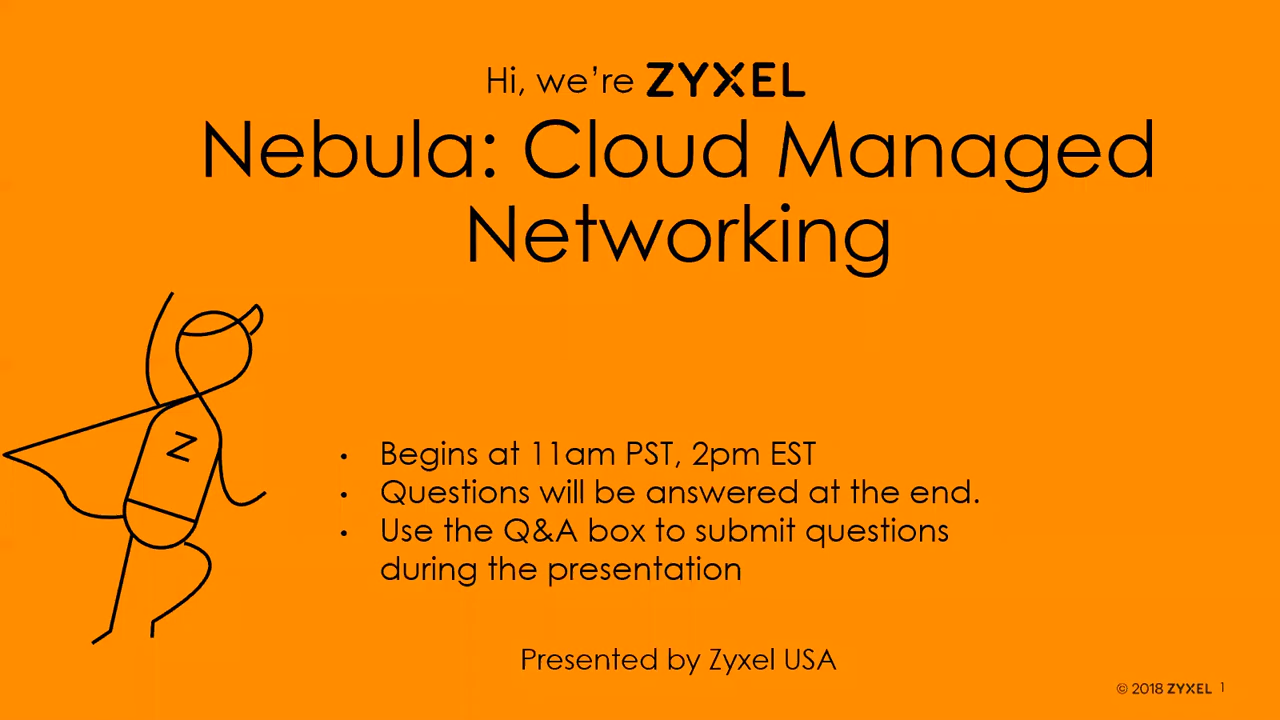 Hi, we're ZYXEL
Nebula: Cloud Managed
Networking
Z
• Begins at 11am PST, 2pm EST
• Questions will be answered at the end.
• Use the Q&A box to submit questions
during the presentation
Presented by Zyxel USA
© 2018 ZYXEL 1